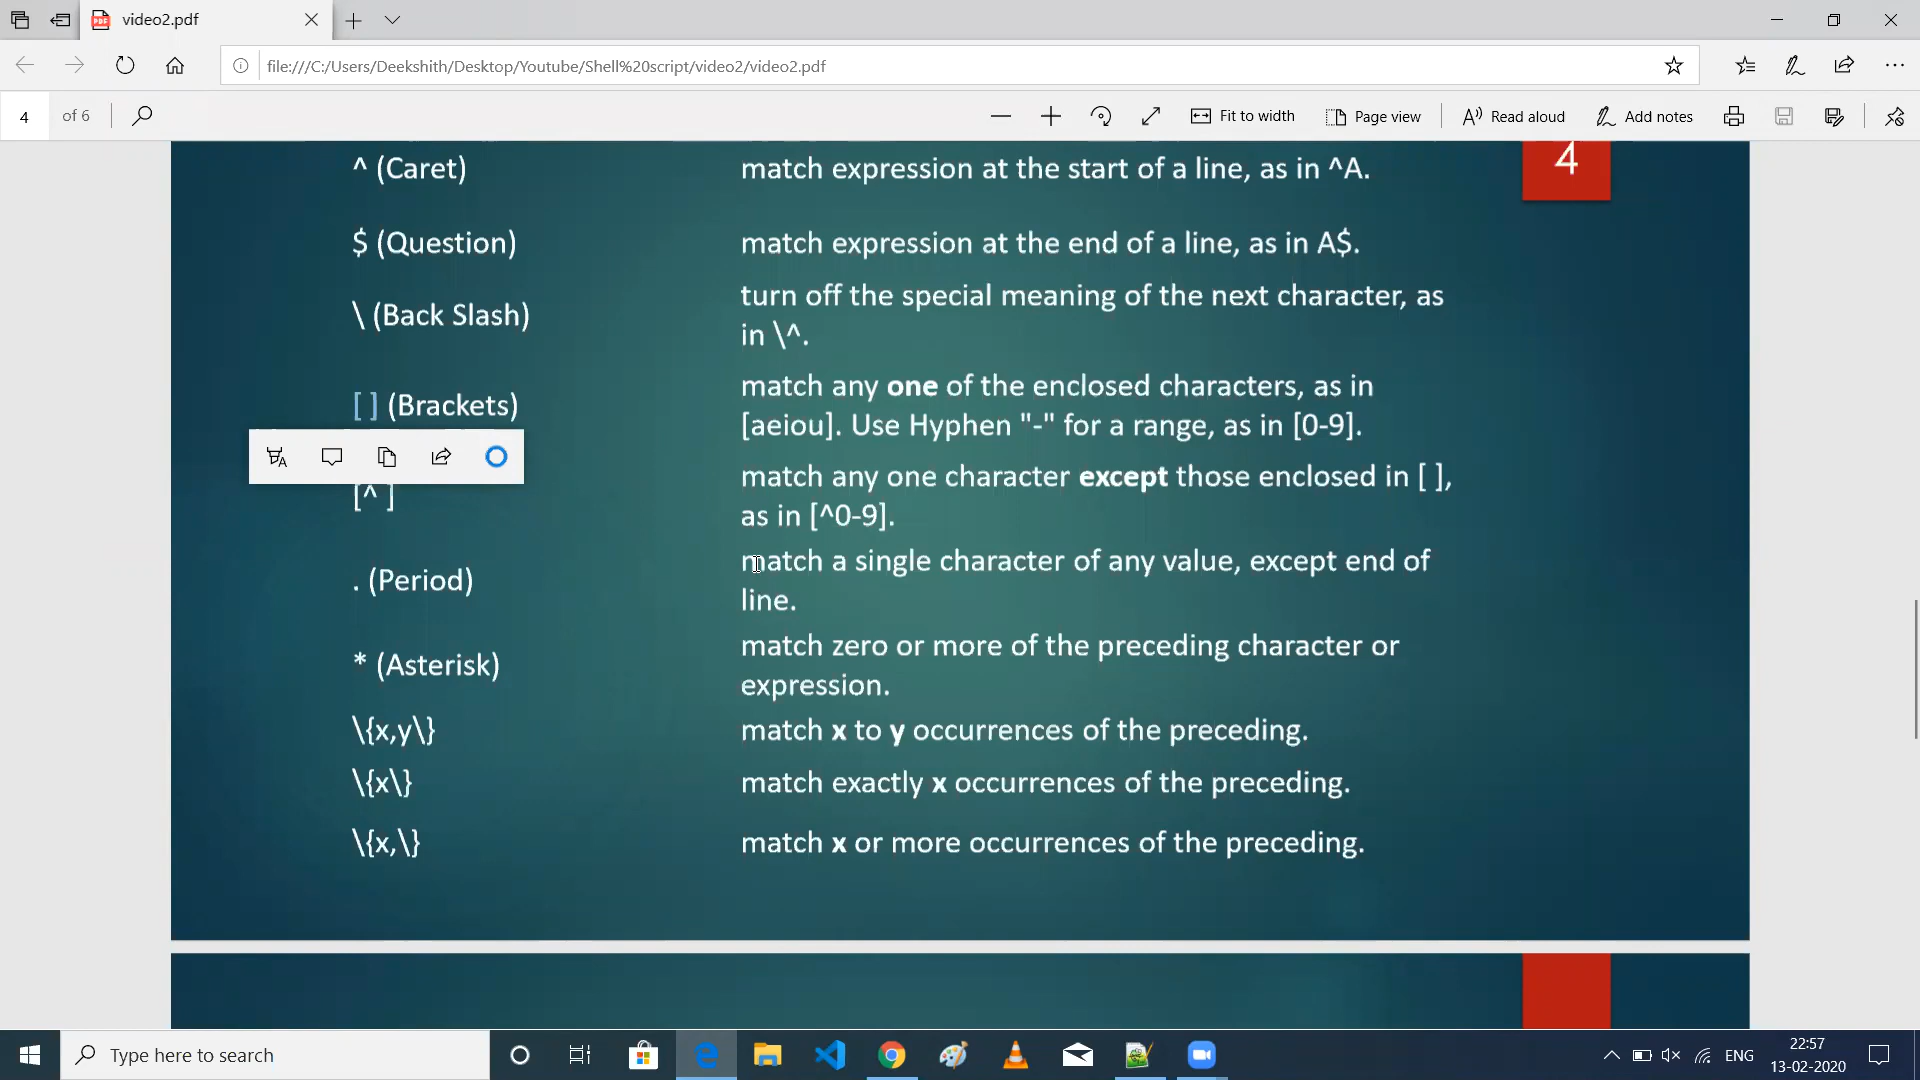 video2.pdf
file:///C:/Users/Deekshith/Desktop/Youtube/Shell%20script/video2/video2.pdf
4 of 6
Fit to width
Page view
Read aloud
Add notes
4
^ (Caret) match expression at the start of a line, as in ^A.
$ (Question) match expression at the end of a line, as in A$.
\ (Back Slash) turn off the special meaning of the next character, as
in \^.
[ ] (Brackets) match any one of the enclosed characters, as in
[aeiou]. Use Hyphen "-" for a range, as in [0-9].
[^ ] match any one character except those enclosed in [ ],
as in [^0-9].
. (Period) match a single character of any value, except end of
line.
* (Asterisk) match zero or more of the preceding character or
expression.
\{x,y\} match x to y occurrences of the preceding.
\{x\} match exactly x occurrences of the preceding.
\{x,\} match x or more occurrences of the preceding.
Type here to search
ENG
22:57
13-02-2020